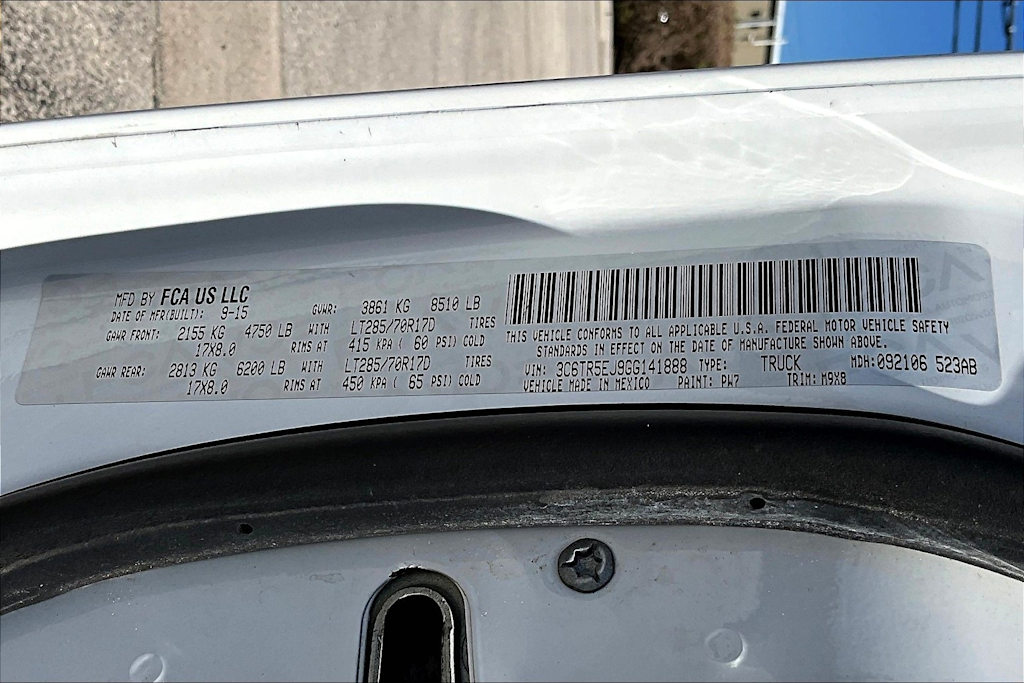 MFD BY FCA US LLC
DATE OF MFR(BUILT): 9-15 GVWR: 3861 KG 8510 LB
GAWR FRONT: 2155 KG 4750 LB WITH LT285/70R17D TIRES
17X8.0 RIMS AT 415 KPA ( 60 PSI) COLD
GAWR REAR: 2813 KG 6200 LB WITH LT285/70R17D TIRES
17X8.0 RIMS AT 450 KPA ( 65 PSI) COLD
THIS VEHICLE CONFORMS TO ALL APPLICABLE U.S.A. FEDERAL MOTOR VEHICLE SAFETY
STANDARDS IN EFFECT ON THE DATE OF MANUFACTURE SHOWN ABOVE.
VIN: 3C6TR5EJ9GG141888 TYPE: TRUCK MDH:092106 523AB
VEHICLE MADE IN MEXICO PAINT: PW7 TRIM: M9X8